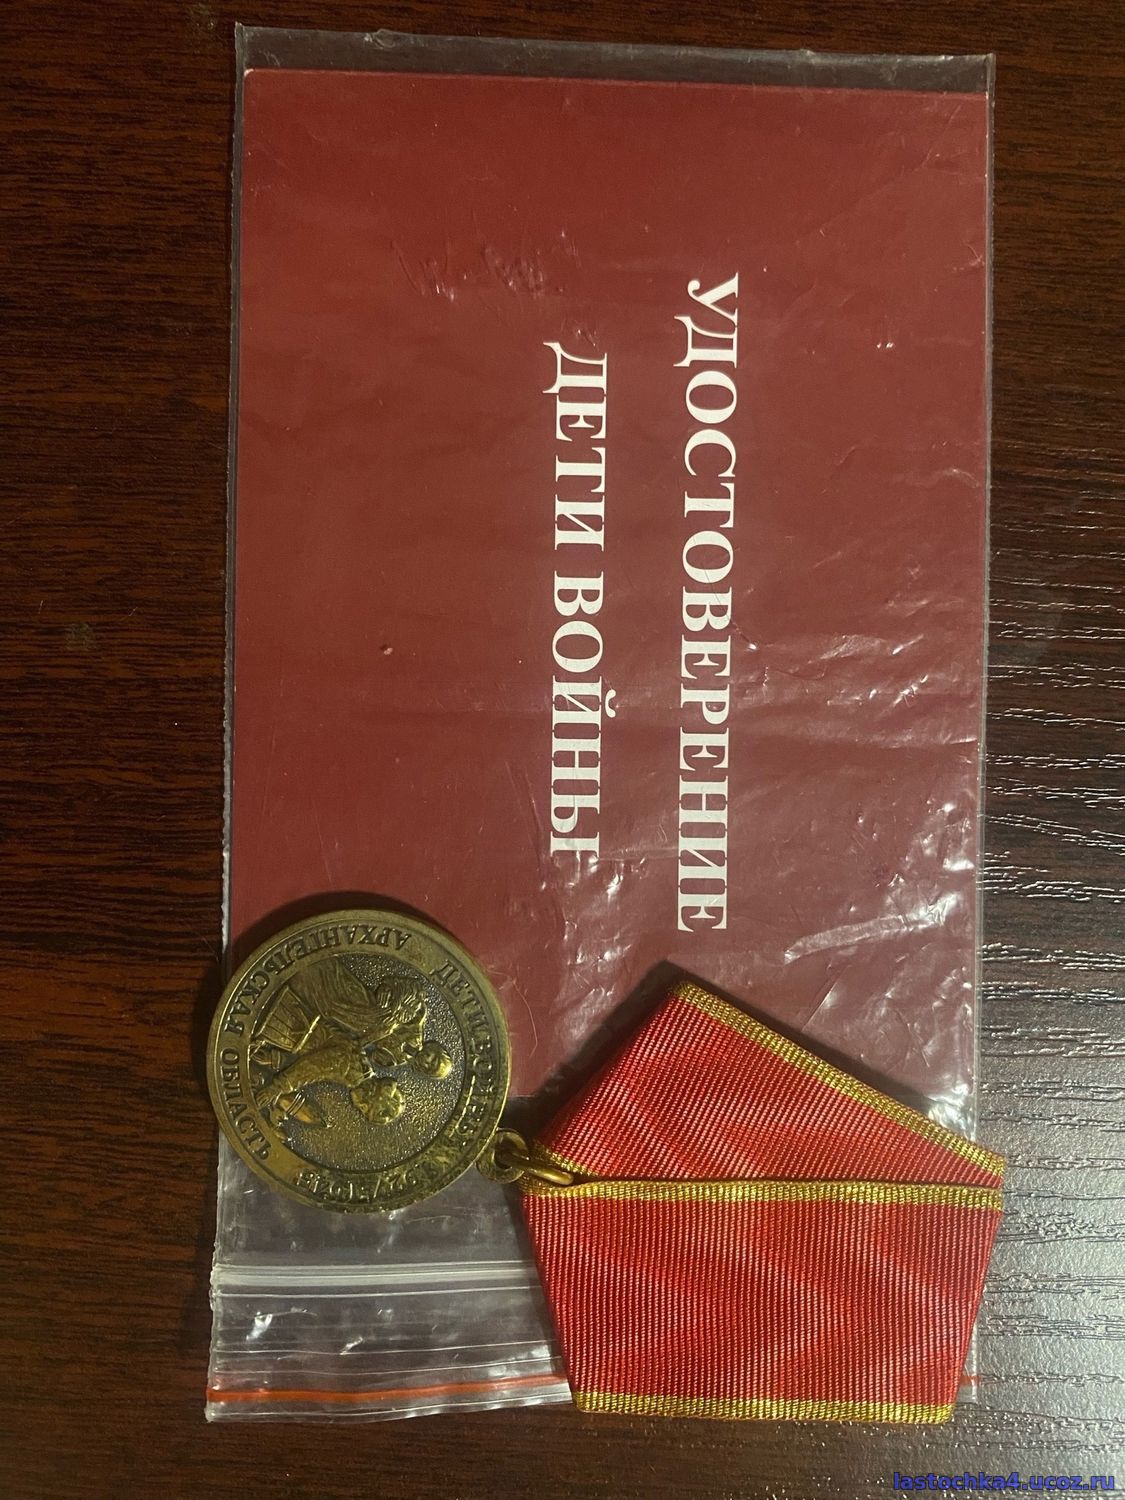 УДОСТОВЕРЕНИЕ
ДЕТИ ВОЙНЫ
ДЕТИ ВОЙНЫ
АРХАНГЕЛЬСКАЯ ОБЛАСТЬ
lastochka4.ucoz.ru